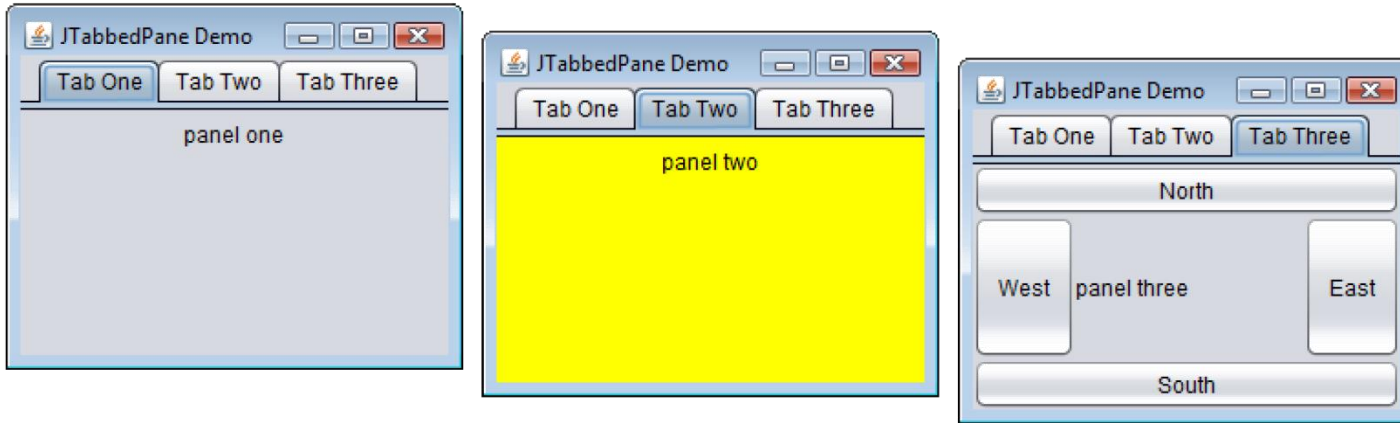 JTabbedPane Demo
Tab One Tab Two Tab Three
panel one
JTabbedPane Demo
Tab One Tab Two Tab Three
panel two
JTabbedPane Demo
Tab One Tab Two Tab Three
North
West panel three East
South